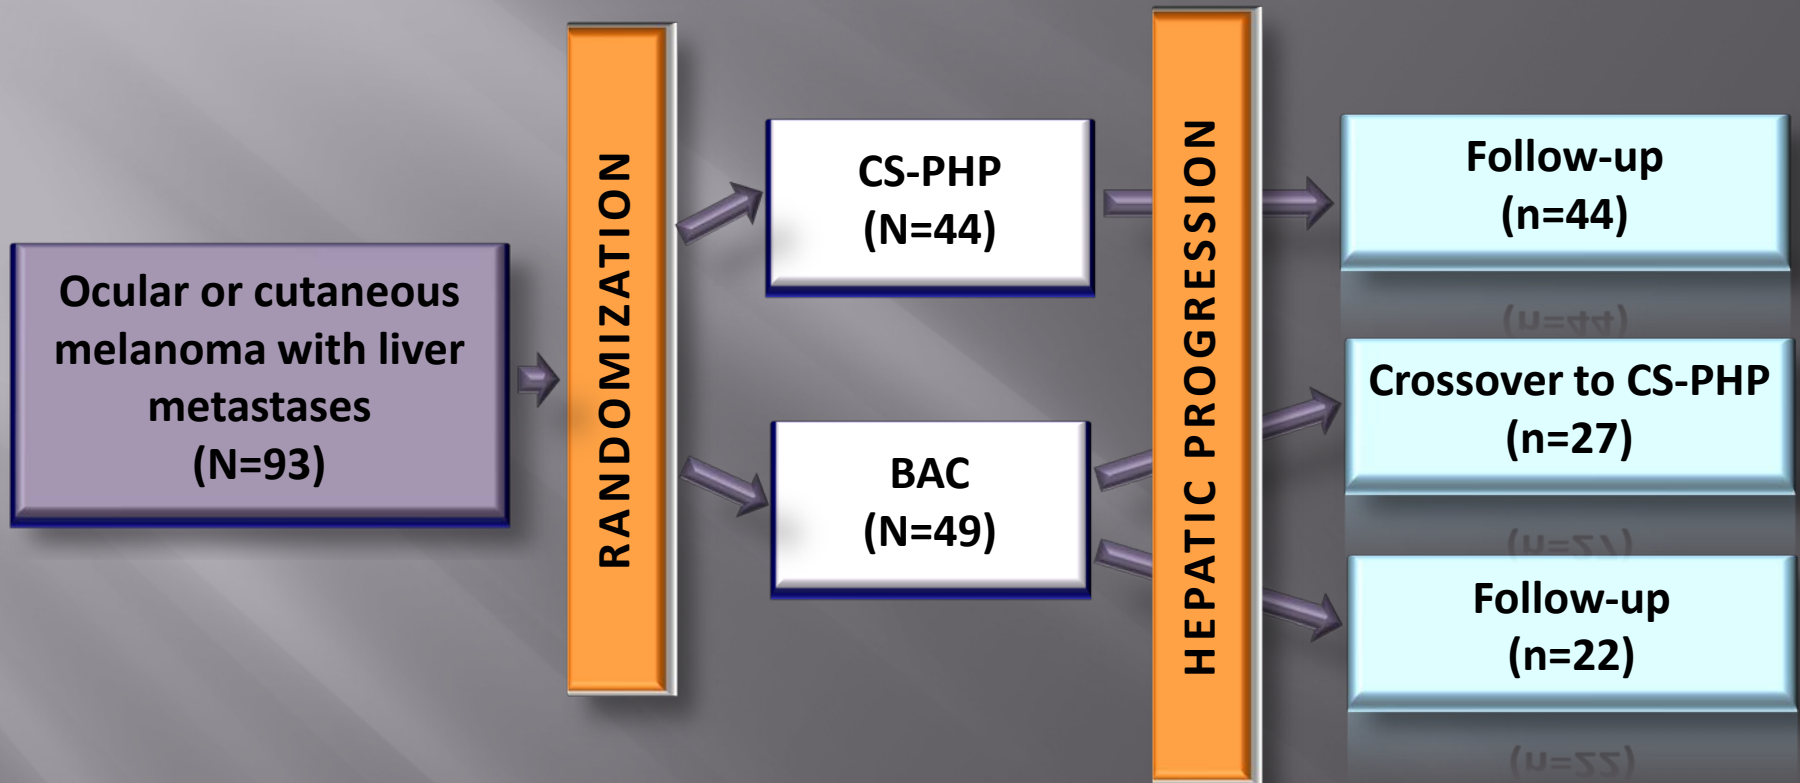 Ocular or cutaneous
melanoma with liver
metastases
(N=93)
RANDOMIZATION
CS-PHP
(N=44)
BAC
(N=49)
HEPATIC PROGRESSION
Follow-up
(n=44)
Crossover to CS-PHP
(n=27)
Follow-up
(n=22)